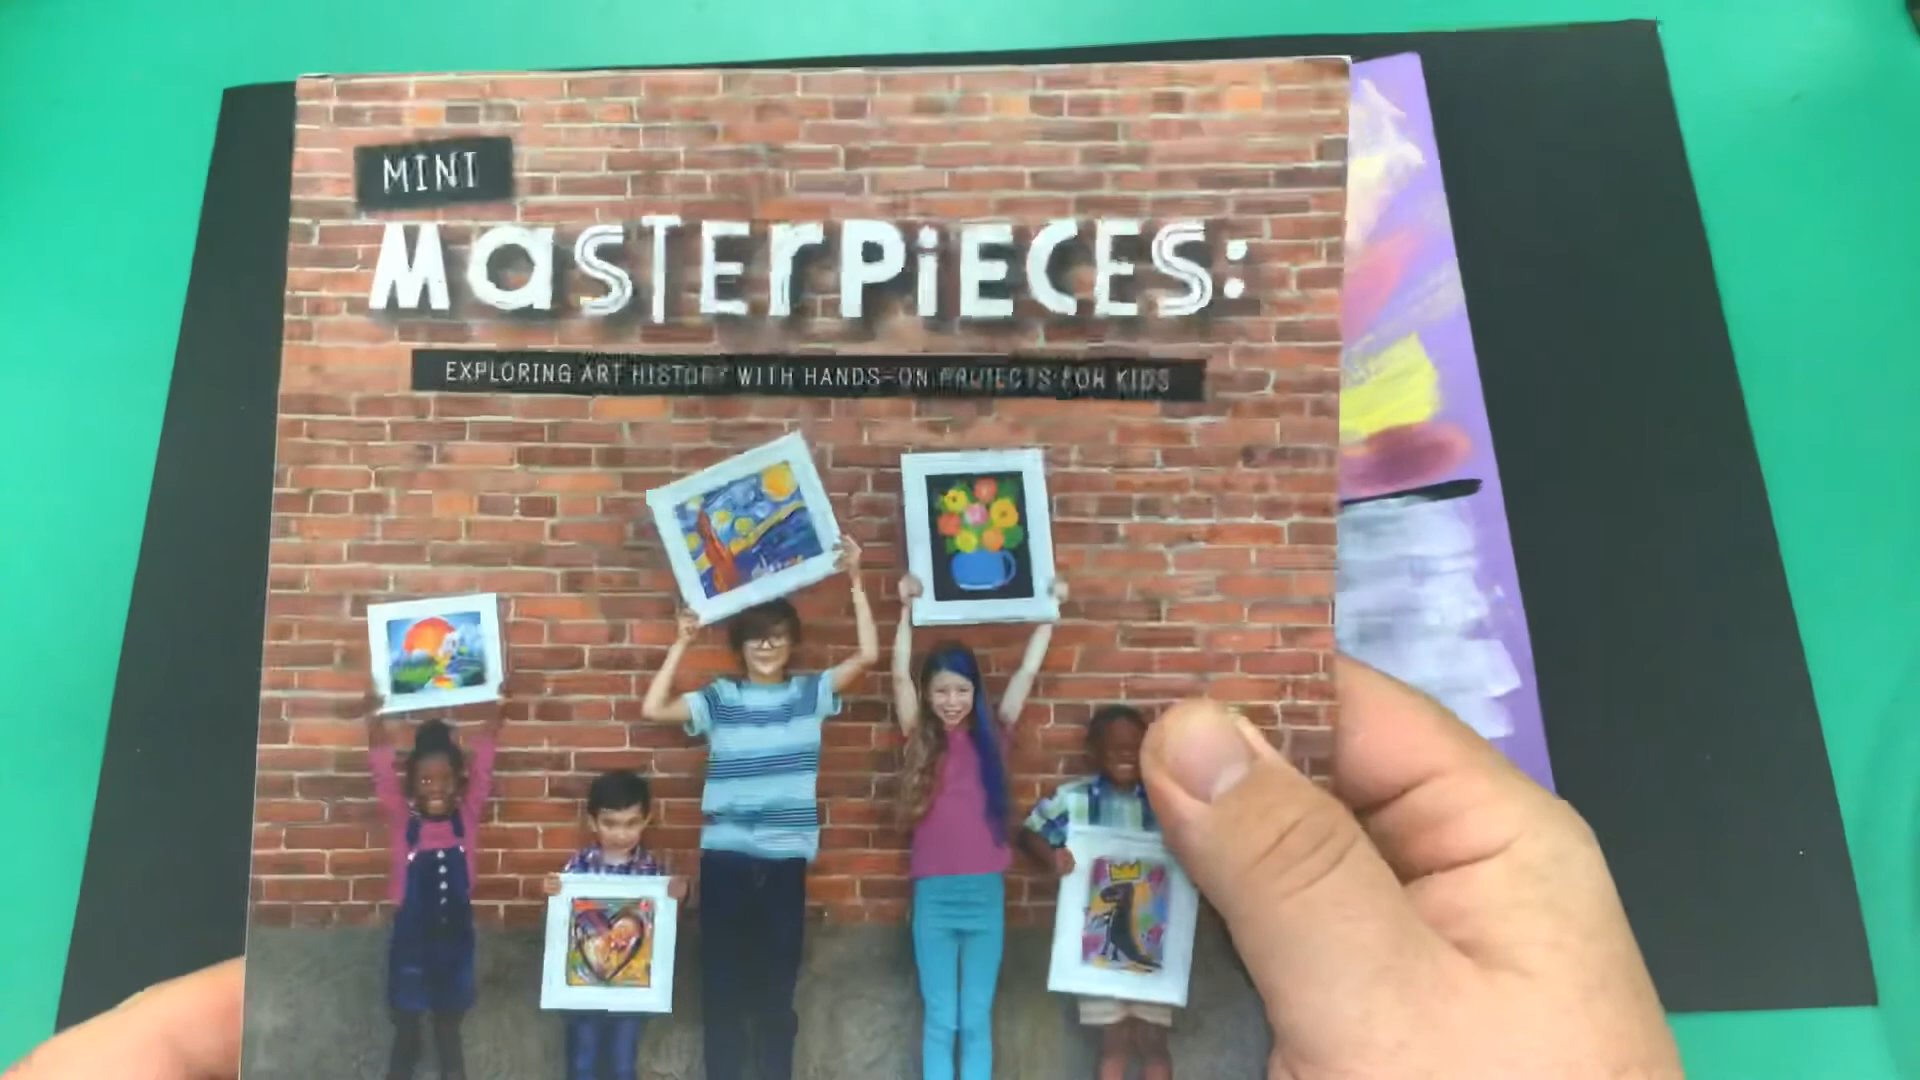 MINI
MasTErPiECES:
EXPLORING ART HISTORY WITH HANDS-ON PROJECTS FOR KIDS